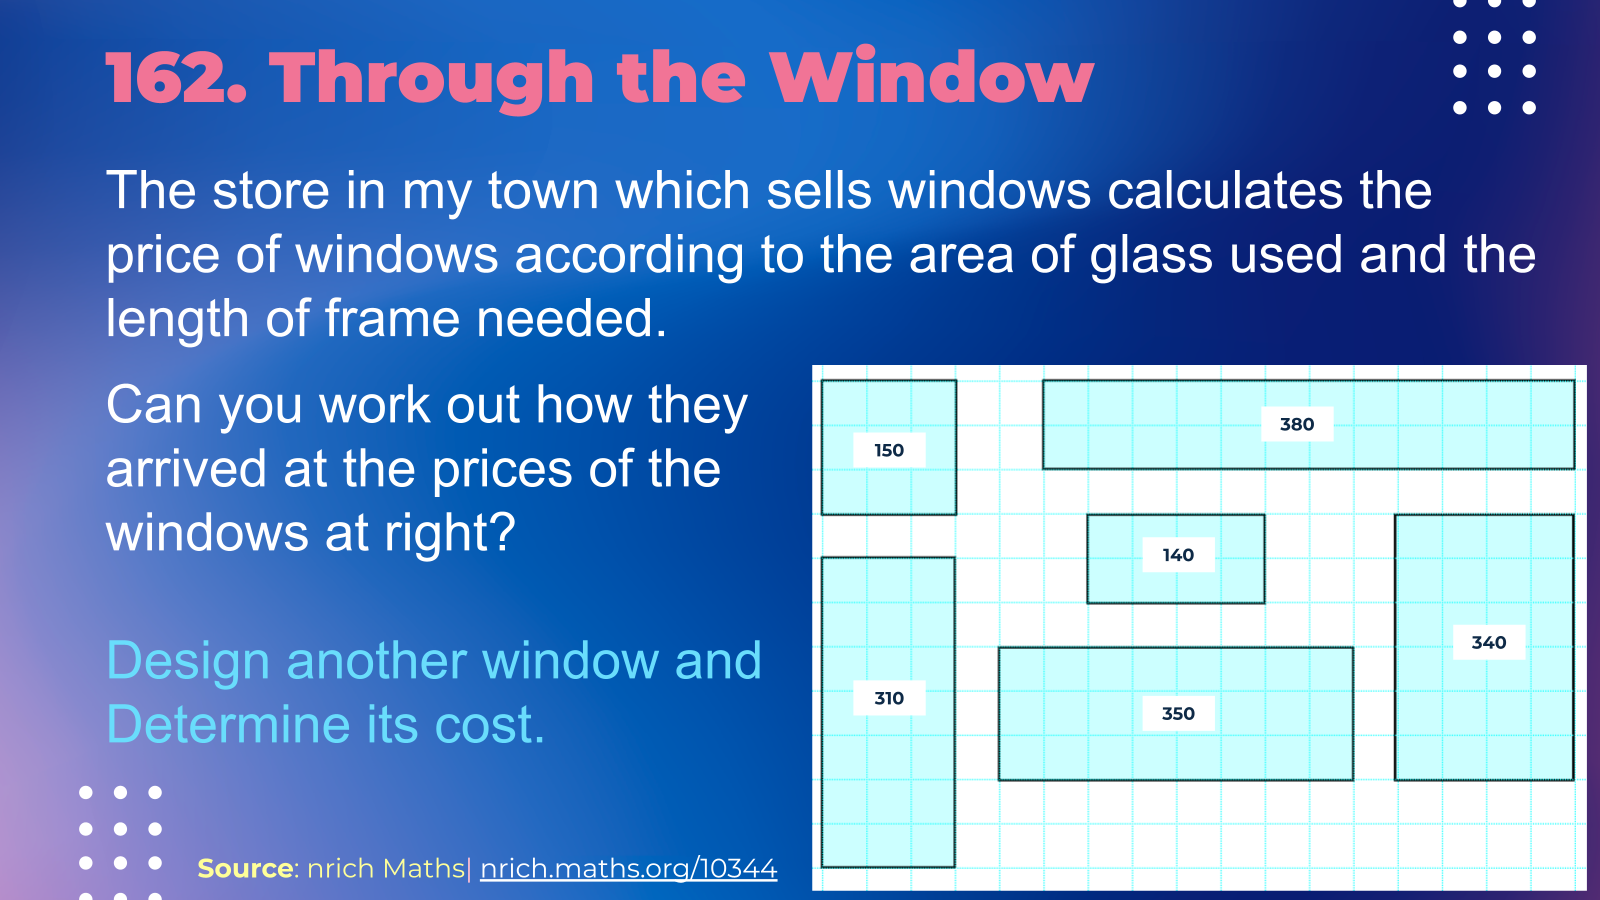 162. Through the Window
The store in my town which sells windows calculates the
price of windows according to the area of glass used and the
length of frame needed.
Can you work out how they
arrived at the prices of the
windows at right?
Design another window and
Determine its cost.
150
380
140
340
310
350
Source: nrich Maths| nrich.maths.org/10344